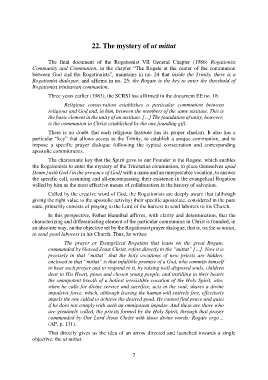 22. The mystery of ut mittat
The final document of the Rogationist VII General Chapter (1986) Rogationist
Community and Communion, in the chapter "The Rogate at the center of the communion
between God and the Rogationists", maintains in no. 24 that inside the Trinity, there is a
Rogationist dialogue, and affirms in no. 25: the Rogate is the key to enter the threshold of
Rogationist trinitarian communion.
Three years earlier (1983), the SCRSI has affirmed in the document EE no. 18:
Religious consecration establishes a particular communion between
religious and God and, in him, between the members of the same institute. This is
the basic element in the unity of an institute. [...] The foundation of unity, however,
is the communion in Christ established by the one founding gift.
There is no doubt that each religious Institute has its proper charism. It also has a
particular "key" that allows access to the Trinity, to establish a unique communion, and to
impose a specific prayer dialogue following the typical consecration and corresponding
apostolic commitments.
The charismatic key that the Spirit gave to our Founder is the Rogate, which enables
the Rogationists to enter the mystery of the Trinitarian communion, to place themselves apud
Deum [with God / in the presence of God] with a name and an unrepeatable vocation, to answer
the specific call, assuming and all-encompassing their existence in the evangelical Rogation
willed by him as the most effective means of collaboration in the history of salvation.
Called by the creative word of God, the Rogationists are deeply aware that (although
giving the right value to the apostolic activity) their specific apostolate, considered in the pure
state, primarily consists of praying to the Lord of the harvest to send laborers to his Church.
In this perspective, Father Hannibal affirms, with clarity and determination, that the
characterizing and differentiating element of the particular communion in Christ is founded, in
an absolute way, on the objective set by the Rogationist prayer dialogue, that is, on the ut mittat,
to send good laborers in his Church. Thus, he writes:
The prayer or Evangelical Rogation that leans on the great Rogate,
commanded by blessed Jesus Christ, refers directly to the "mittat" [...]. Now it is
precisely in that "mittat" that the holy vocations of new priests are hidden;
enclosed in that "mittat" is that infallible promise of a God, who commits himself
to hear such prayer and to respond to it, by raising well-disposed souls, children
dear to His Heart, pious and chosen young people, and instilling in their hearts
the omnipotent breath of a hailed irresistible vocation of the Holy Spirit, who,
when he calls for divine service and sacrifice, acts in the soul, shares a divine
impulsive force, which, although leaving the human will entirely free, effectively
impels the one called to achieve the desired good. He cannot find peace and quiet
if he does not comply with such an omnipotent impulse. And these are those who
are genuinely called, the priests formed by the Holy Spirit, through that prayer
commanded by Our Lord Jesus Christ with those divine words: Rogate ergo...
(AP, p. 131).
That directly gives us the idea of an arrow directed and launched towards a single
objective: the ut mittat.
7